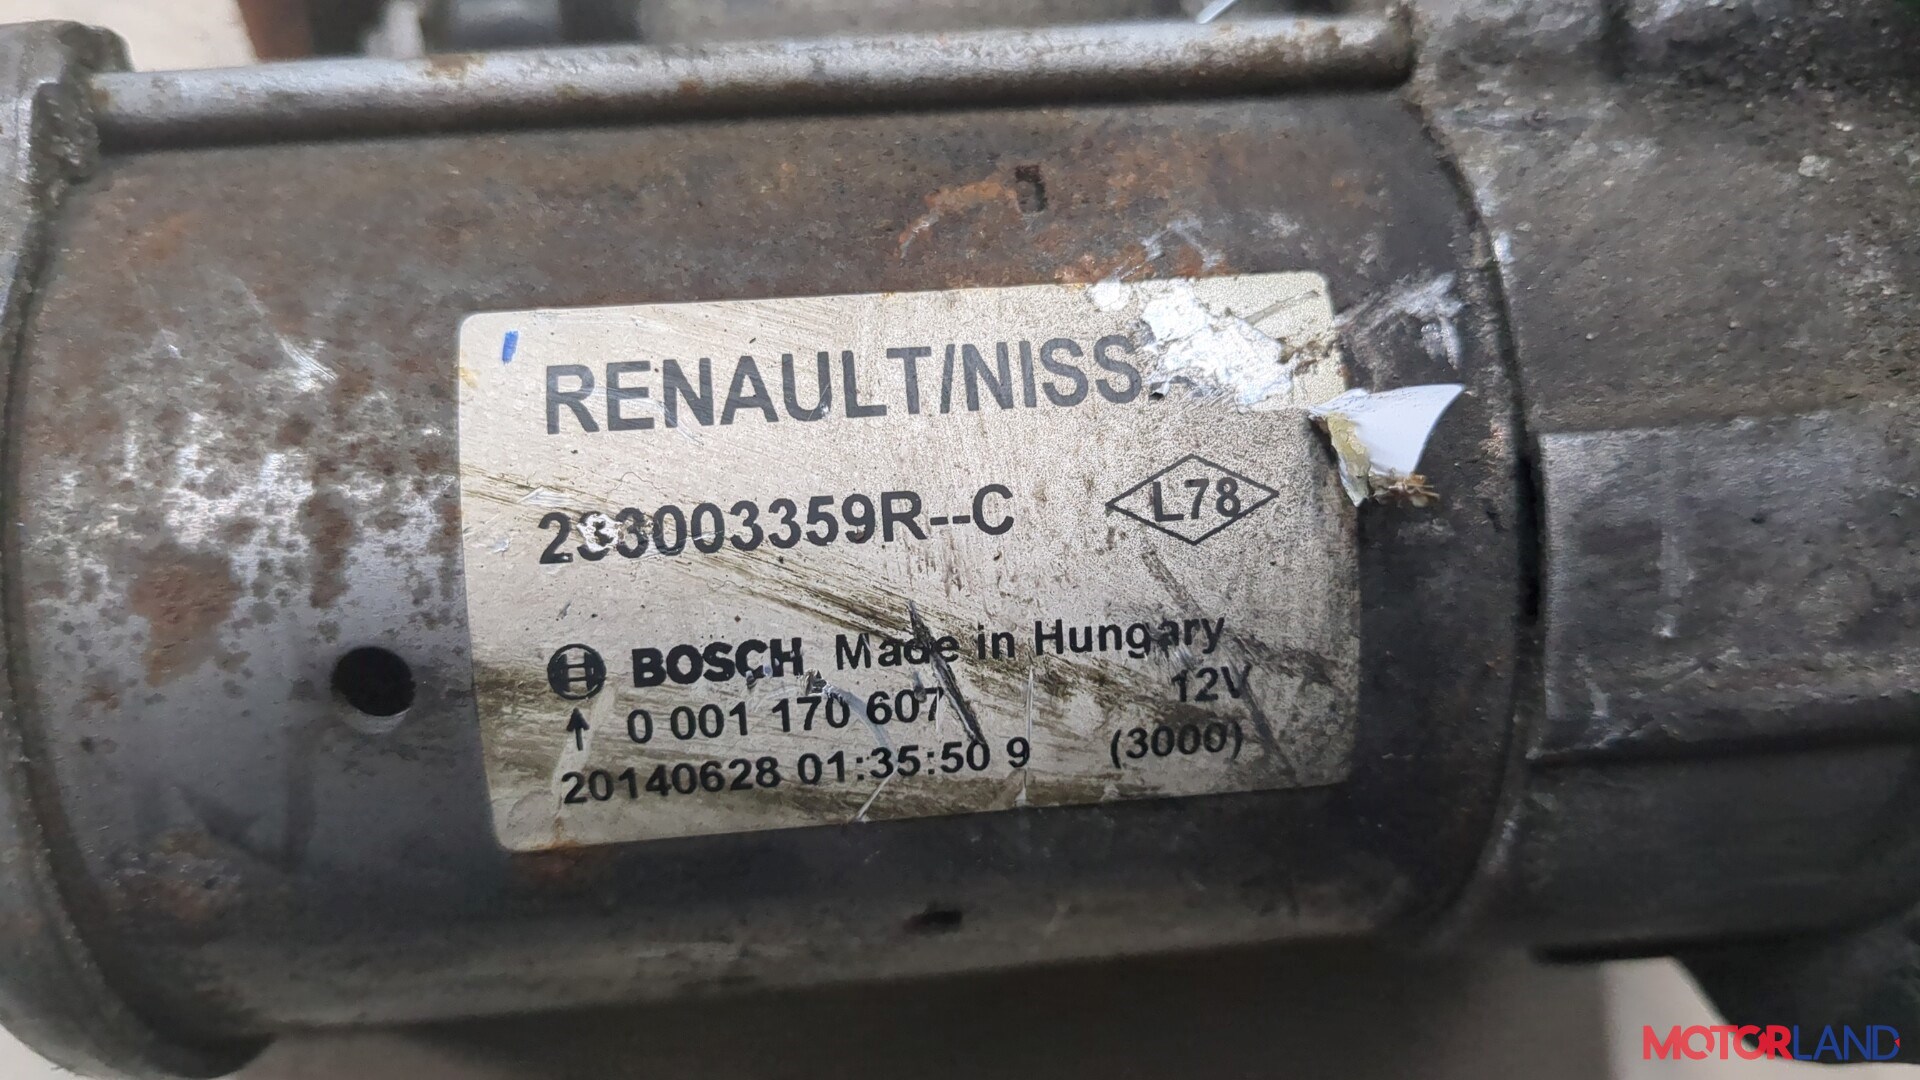 RENAULT/NISS
233003359R--C
L78
BOSCH Made in Hungary
0 001 170 607
12V
20140628 01:35:50 9
(3000)
MOTORLAND